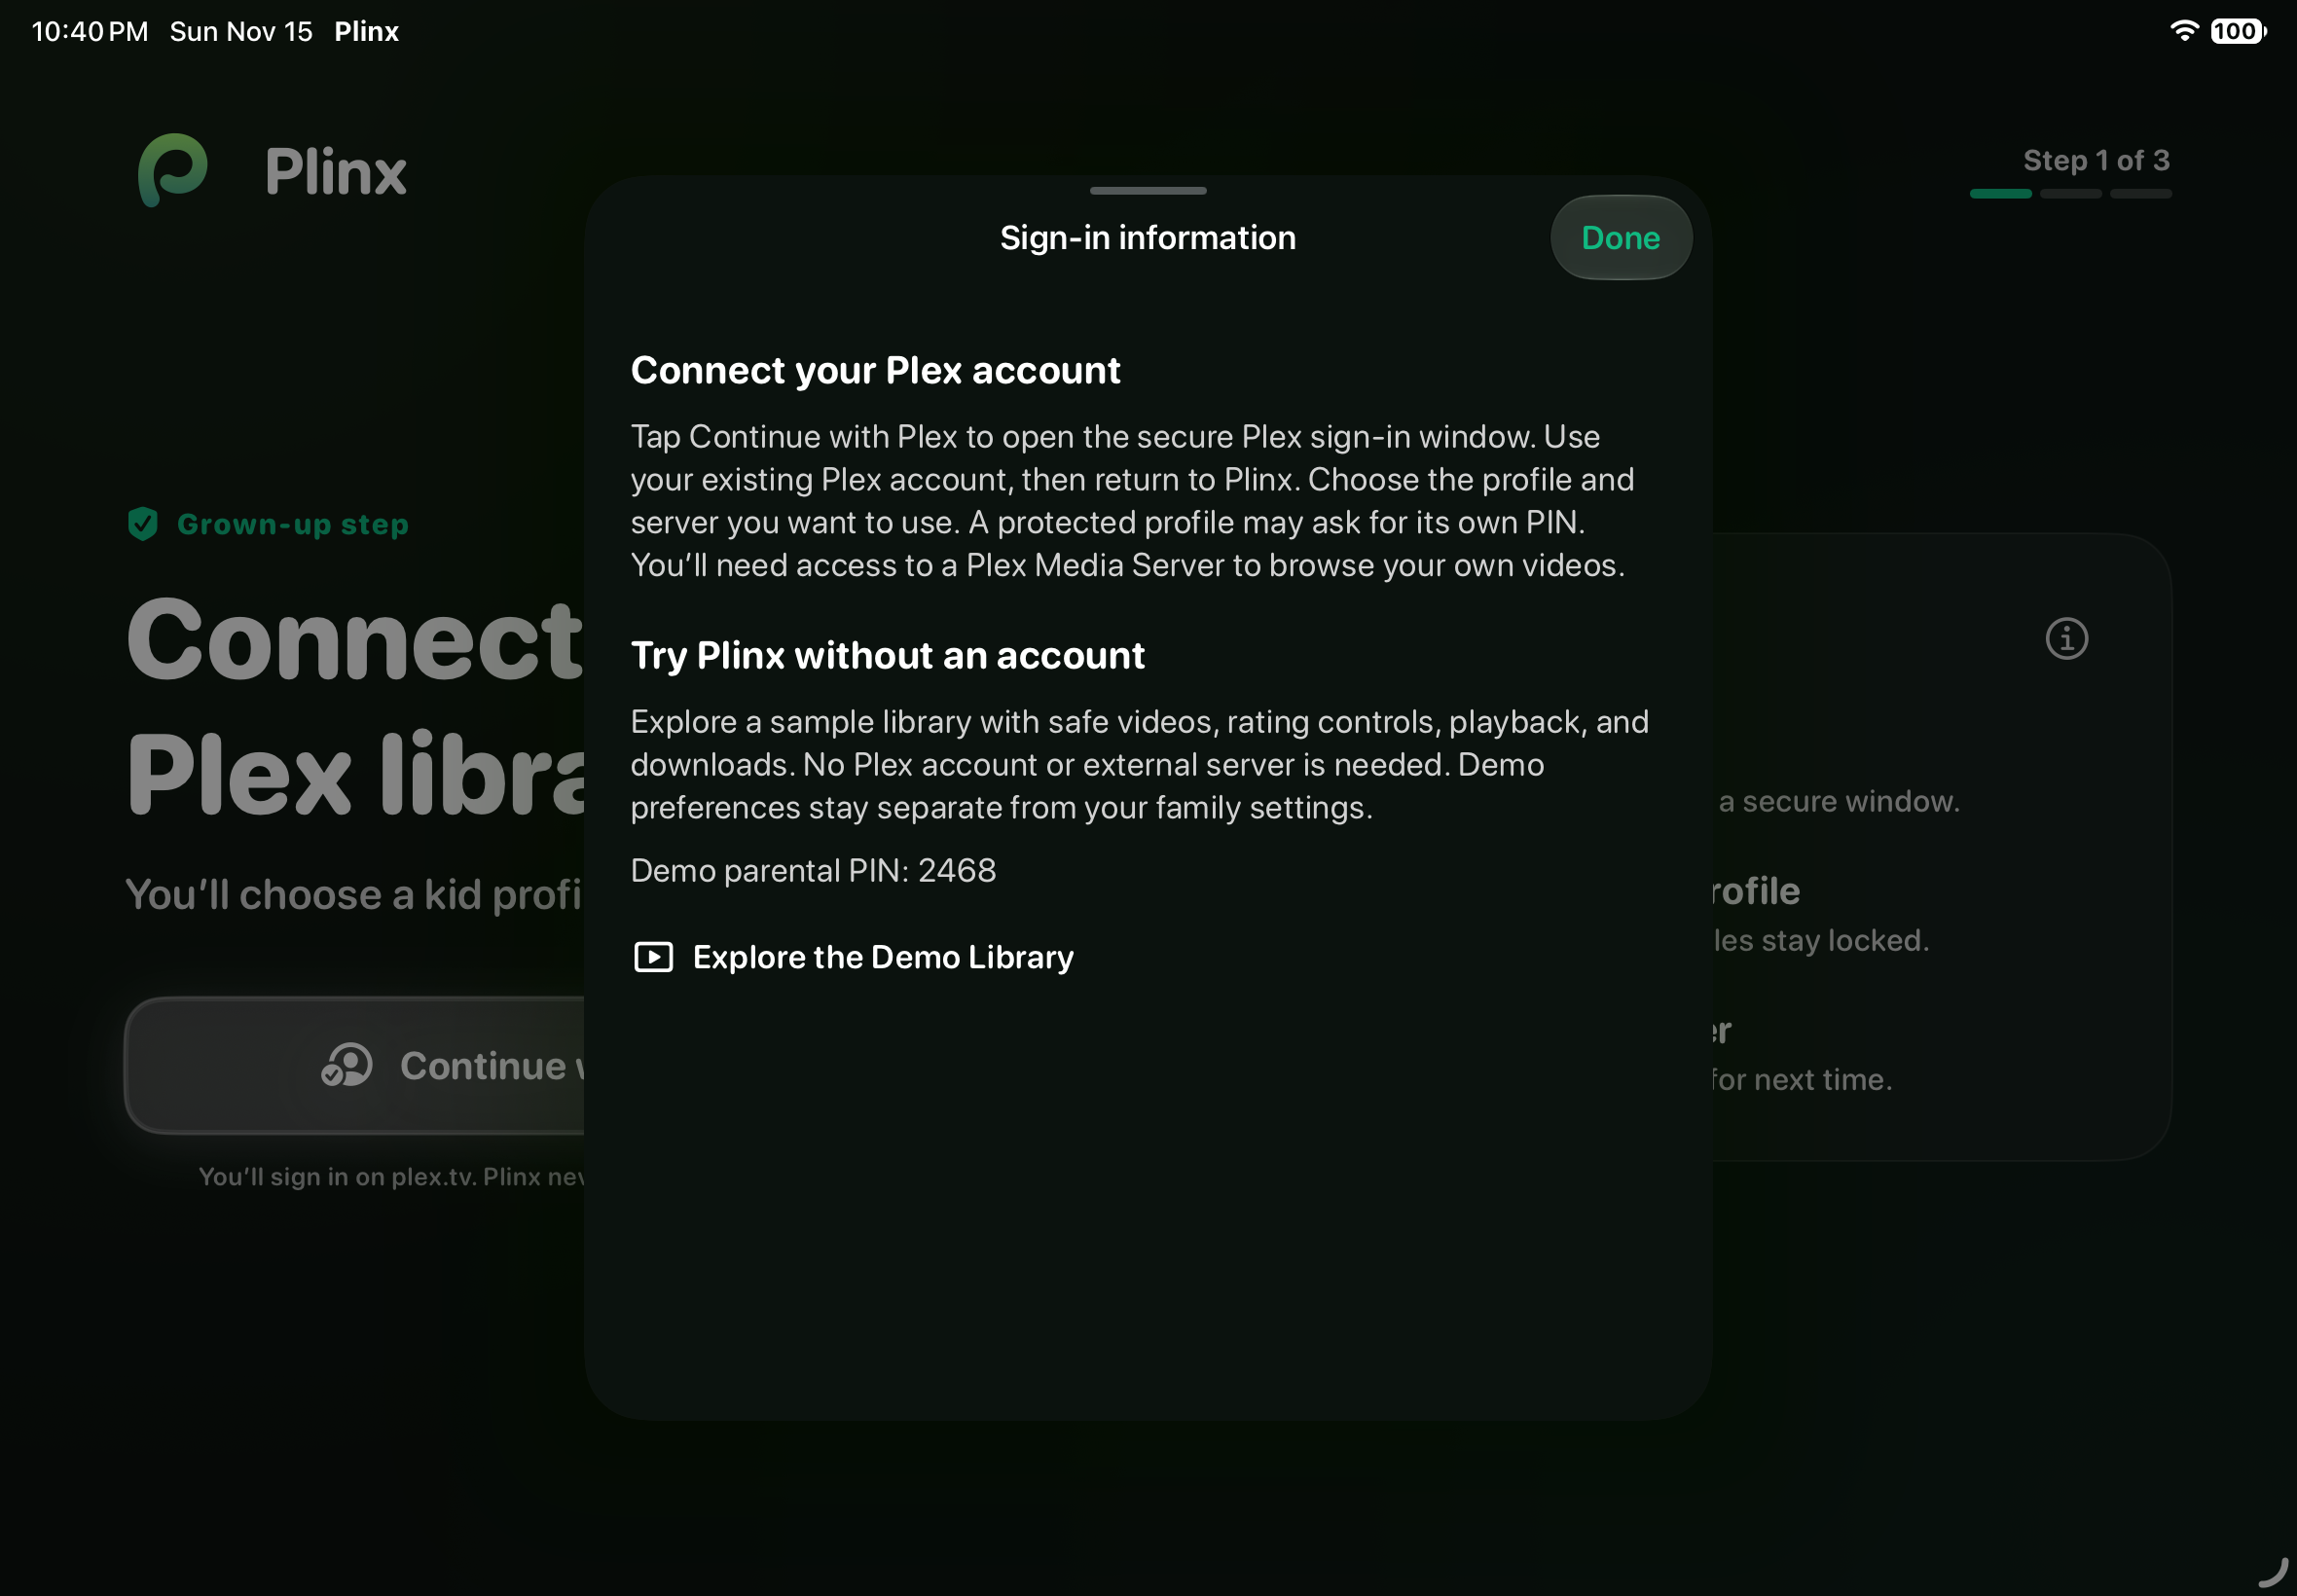 10:40 PM Sun Nov 15 Plinx
100
Plinx
Step 1 of 3
Sign-in information
Done
Connect your Plex account
Tap Continue with Plex to open the secure Plex sign-in window. Use
your existing Plex account, then return to Plinx. Choose the profile and
server you want to use. A protected profile may ask for its own PIN.
You’ll need access to a Plex Media Server to browse your own videos.
Try Plinx without an account
Explore a sample library with safe videos, rating controls, playback, and
downloads. No Plex account or external server is needed. Demo
preferences stay separate from your family settings.
Demo parental PIN: 2468
Explore the Demo Library
Grown-up step
Connect
Plex
You’ll choose a kid
Continue
You’ll sign in on plex.tv. Plinx
a secure window.
stay locked.
for next time.